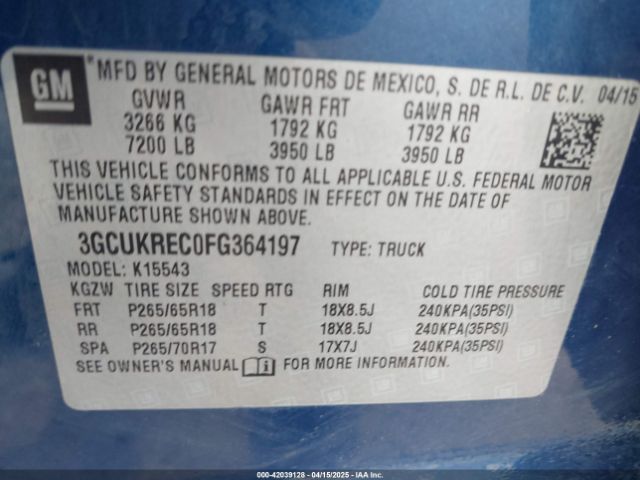 GM
MFD BY GENERAL MOTORS DE MEXICO, S. DE R.L. DE C.V. 04/15
GVWR GAWR FRT GAWR RR
3266 KG 1792 KG 1792 KG
7200 LB 3950 LB 3950 LB
THIS VEHICLE CONFORMS TO ALL APPLICABLE U.S. FEDERAL MOTOR
VEHICLE SAFETY STANDARDS IN EFFECT ON THE DATE OF
MANUFACTURE SHOWN ABOVE.
3GCUKREC0FG364197 TYPE: TRUCK
MODEL: K15543
KGZW TIRE SIZE SPEED RTG RIM COLD TIRE PRESSURE
FRT P265/65R18 T 18X8.5J 240KPA(35PSI)
RR P265/65R18 T 18X8.5J 240KPA(35PSI)
SPA P265/70R17 S 17X7J 240KPA(35PSI)
SEE OWNER'S MANUAL FOR MORE INFORMATION.
000-42039128 - 04/15/2025 - IAA Inc.